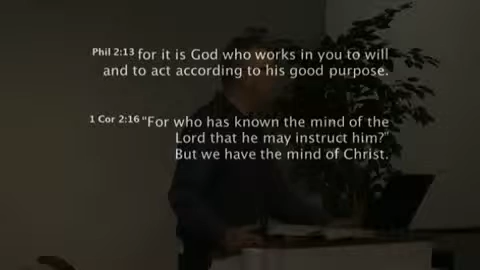 Phil 2:13 for it is God who works in you to will
and to act according to his good purpose.
1 Cor 2:16 "For who has known the mind of the
Lord that he may instruct him?"
But we have the mind of Christ.